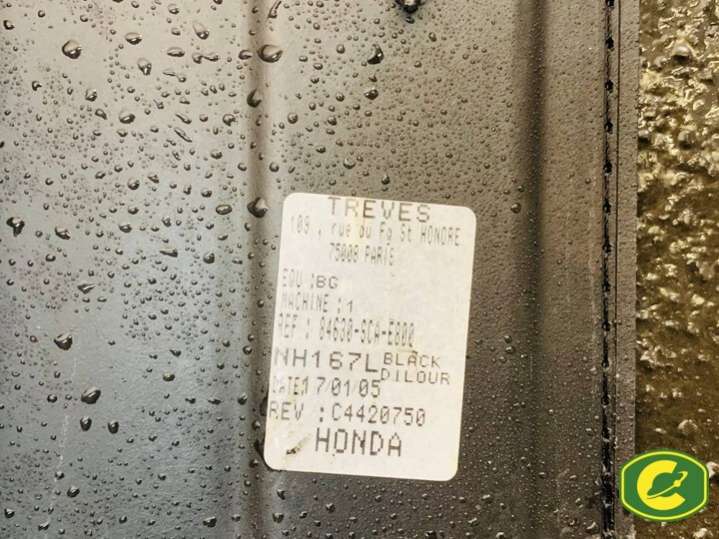 TREVES
109 , rue du Fg St HONORE
75008 PARIS
EQU :BG
MACHINE :1
REF. : 84630-SCA-E800
NH167L BLACK
DILOUR
DATE:17/01/05
REV :C4420750
HONDA
C